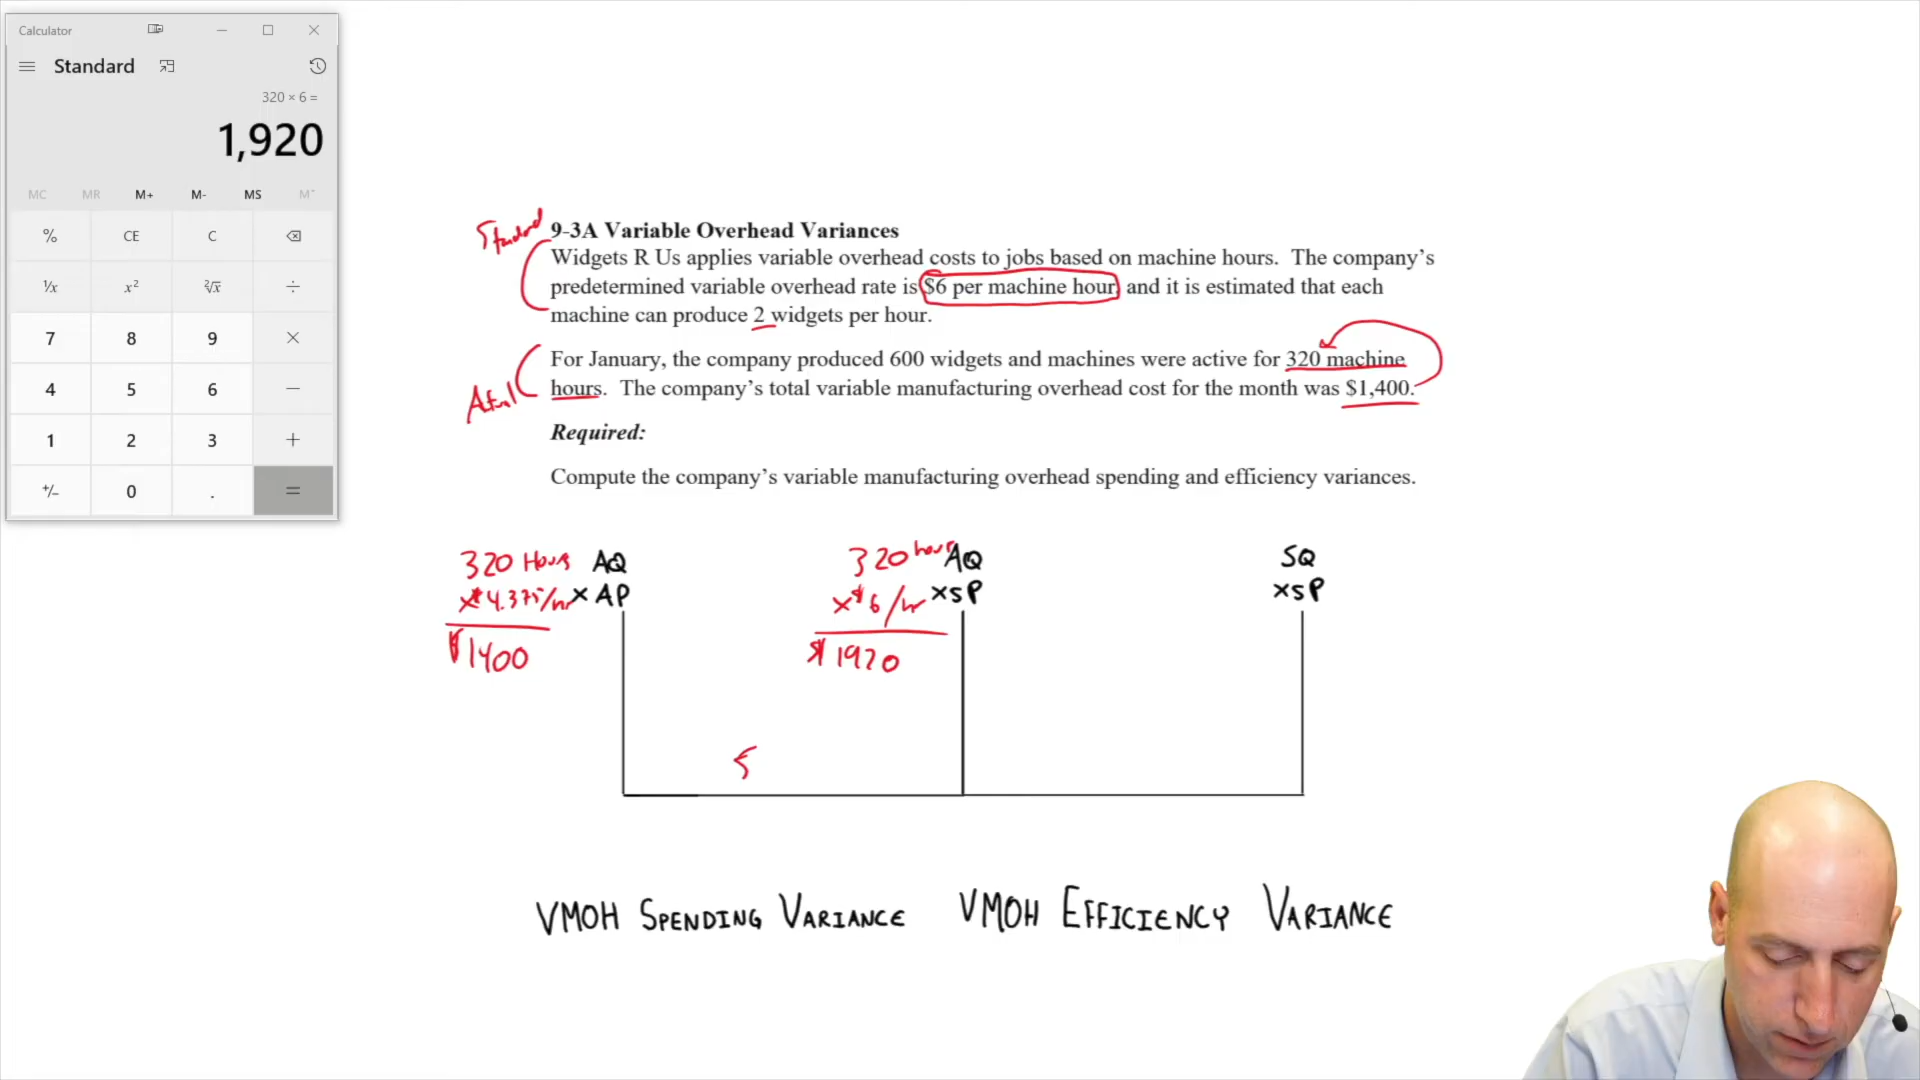 Calculator
Standard
320 × 6 =
1,920
MC MR M+ M- MS M˅
% CE C
¹/x x² ²√x ÷
7 8 9 ×
4 5 6 −
1 2 3 +
+/− 0 . =
Standard
9-3A Variable Overhead Variances
Widgets R Us applies variable overhead costs to jobs based on machine hours. The company’s
predetermined variable overhead rate is $6 per machine hour, and it is estimated that each
machine can produce 2 widgets per hour.
Actual
For January, the company produced 600 widgets and machines were active for 320 machine
hours. The company’s total variable manufacturing overhead cost for the month was $1,400.
Required:
Compute the company’s variable manufacturing overhead spending and efficiency variances.
320 Hours AQ
x $4.375/hr x AP
$1400
320 hours AQ
x $6/hr x SP
$1920
SQ
x SP
5
VMOH SPENDING VARIANCE
VMOH EFFICIENCY VARIANCE